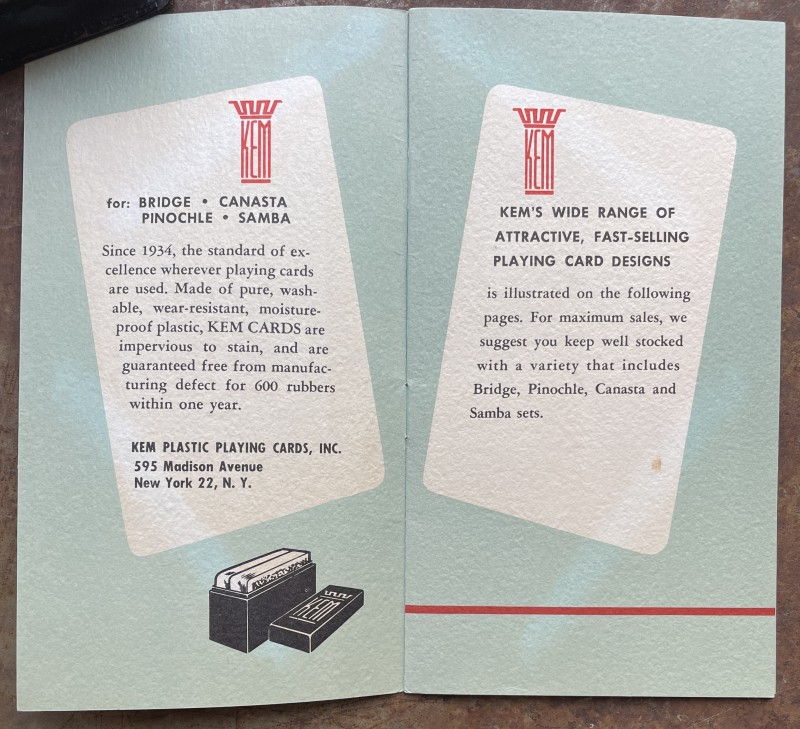 KEM
for: BRIDGE • CANASTA
PINOCHLE • SAMBA
Since 1934, the standard of ex-
cellence wherever playing cards
are used. Made of pure, wash-
able, wear-resistant, moisture-
proof plastic, KEM CARDS are
impervious to stain, and are
guaranteed free from manufac-
turing defect for 600 rubbers
within one year.
KEM PLASTIC PLAYING CARDS, INC.
595 Madison Avenue
New York 22, N. Y.
KEM
KEM
KEM'S WIDE RANGE OF
ATTRACTIVE, FAST-SELLING
PLAYING CARD DESIGNS
is illustrated on the following
pages. For maximum sales, we
suggest you keep well stocked
with a variety that includes
Bridge, Pinochle, Canasta and
Samba sets.